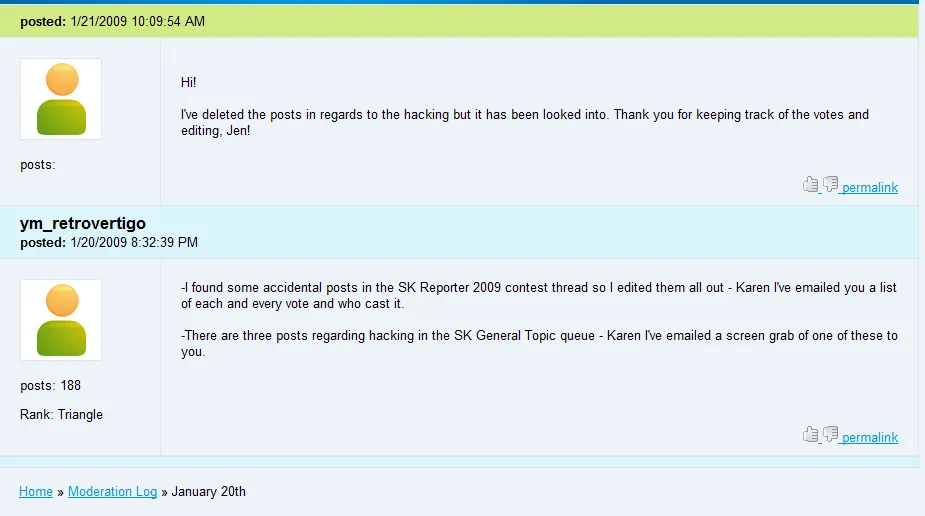 posted: 1/21/2009 10:09:54 AM
Hi!
I've deleted the posts in regards to the hacking but it has been looked into. Thank you for keeping track of the votes and
editing, Jen!
posts:
permalink
ym_retrovertigo
posted: 1/20/2009 8:32:39 PM
-I found some accidental posts in the SK Reporter 2009 contest thread so I edited them all out - Karen I've emailed you a list
of each and every vote and who cast it.
-There are three posts regarding hacking in the SK General Topic queue - Karen I've emailed a screen grab of one of these to
you.
posts: 188
Rank: Triangle
permalink
Home » Moderation Log » January 20th